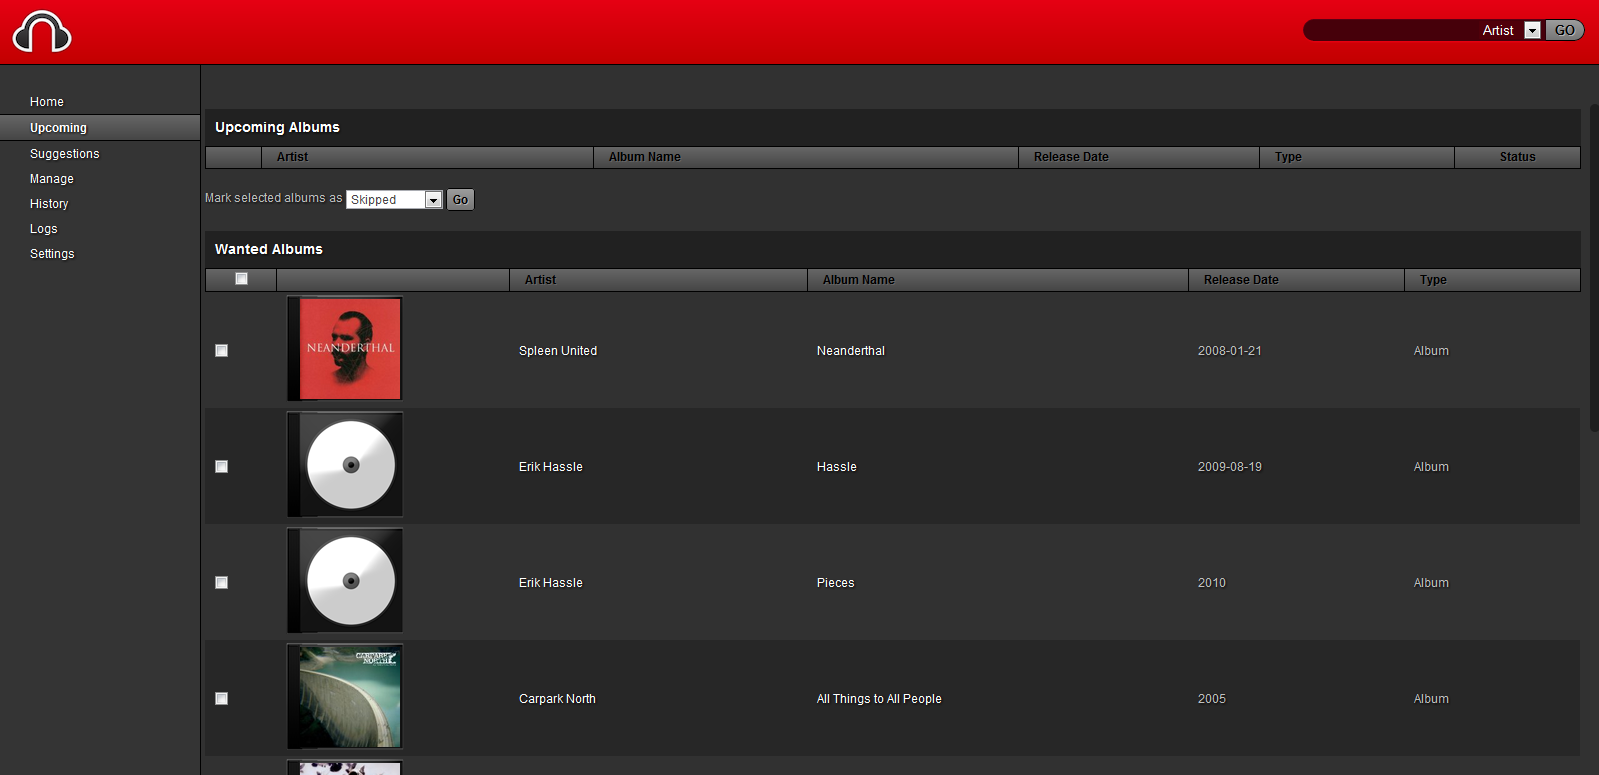 Artist GO
Home
Upcoming
Suggestions
Manage
History
Logs
Settings
Upcoming Albums
Artist Album Name Release Date Type Status
Mark selected albums as Skipped Go
Wanted Albums
Artist Album Name Release Date Type
NEANDERTHAL
Spleen United Neanderthal 2008-01-21 Album
Erik Hassle Hassle 2009-08-19 Album
Erik Hassle Pieces 2010 Album
CARPARK
NORTH
Carpark North All Things to All People 2005 Album